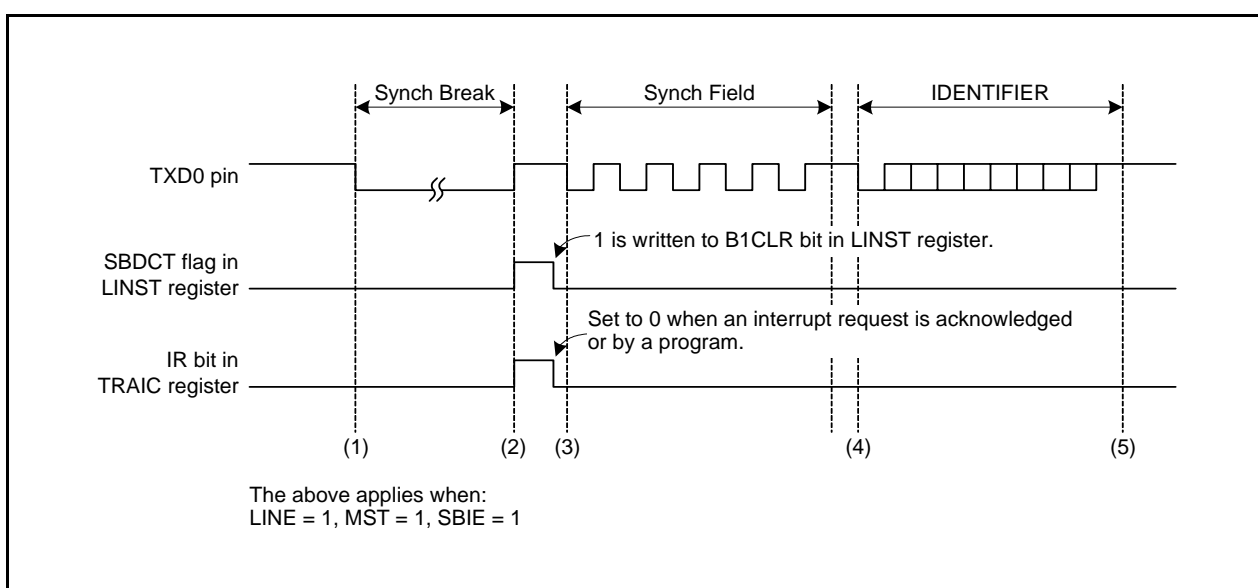 Synch Break
Synch Field
IDENTIFIER
TXD0 pin
1 is written to B1CLR bit in LINST register.
SBDCT flag in
LINST register
Set to 0 when an interrupt request is acknowledged
or by a program.
IR bit in
TRAIC register
(1)
(2)
(3)
(4)
(5)
The above applies when:
LINE = 1, MST = 1, SBIE = 1